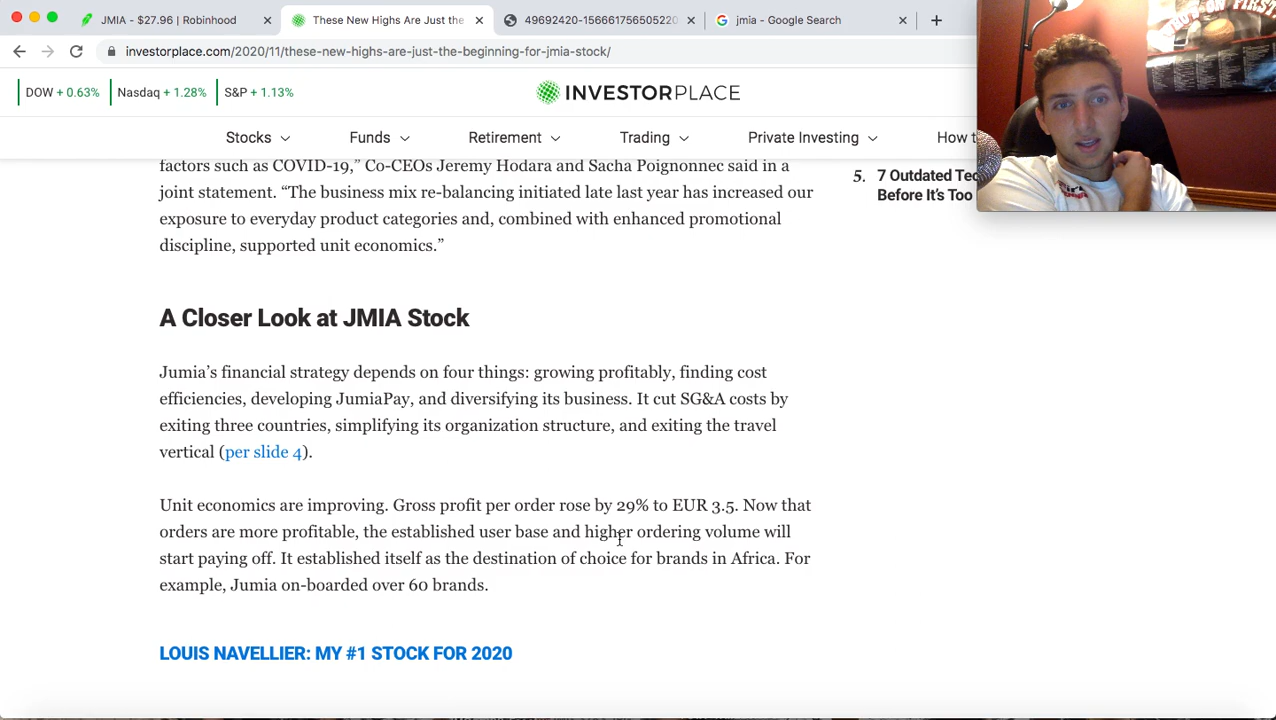 JMIA - $27.96 | Robinhood
These New Highs Are Just the
49692420-15666175650522
jmia - Google Search
investorplace.com/2020/11/these-new-highs-are-just-the-beginning-for-jmia-stock/
DOW + 0.63% Nasdaq + 1.28% S&P + 1.13%
INVESTORPLACE
Stocks Funds Retirement Trading Private Investing How t
factors such as COVID-19,” Co-CEOs Jeremy Hodara and Sacha Poignonnec said in a
joint statement. “The business mix re-balancing initiated late last year has increased our
exposure to everyday product categories and, combined with enhanced promotional
discipline, supported unit economics.”
5. 7 Outdated Tec
Before It’s Too
A Closer Look at JMIA Stock
Jumia’s financial strategy depends on four things: growing profitably, finding cost
efficiencies, developing JumiaPay, and diversifying its business. It cut SG&A costs by
exiting three countries, simplifying its organization structure, and exiting the travel
vertical (per slide 4).
Unit economics are improving. Gross profit per order rose by 29% to EUR 3.5. Now that
orders are more profitable, the established user base and higher ordering volume will
start paying off. It established itself as the destination of choice for brands in Africa. For
example, Jumia on-boarded over 60 brands.
LOUIS NAVELLIER: MY #1 STOCK FOR 2020